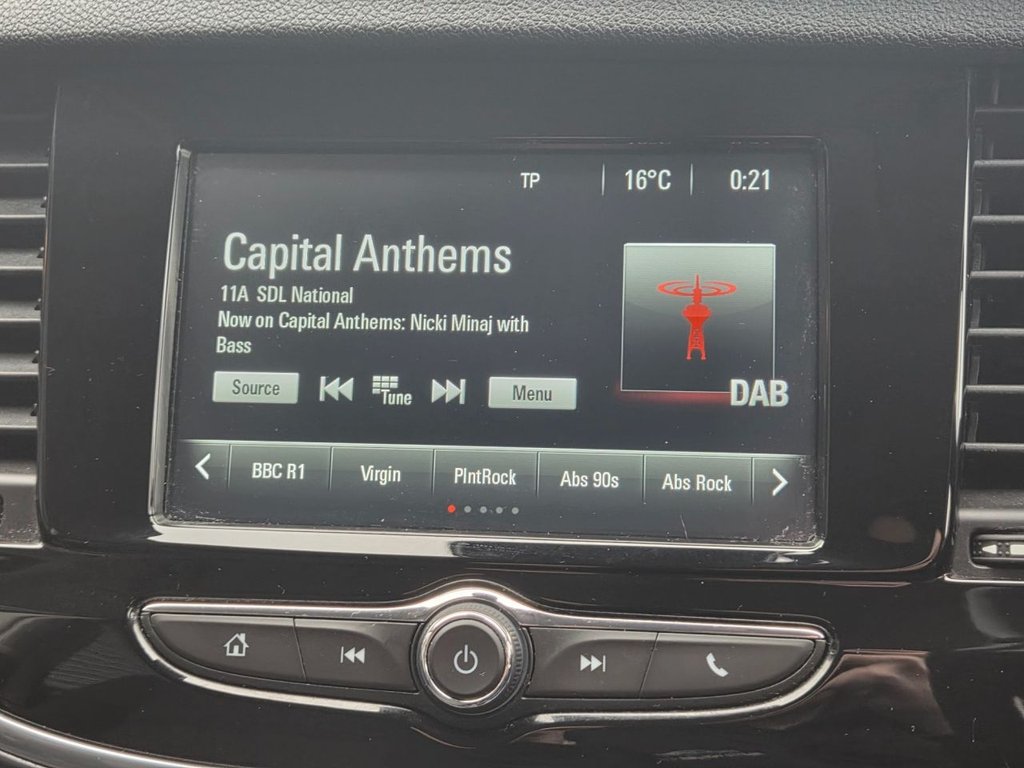 TP 16°C 0:21
Capital Anthems
11A SDL National
Now on Capital Anthems: Nicki Minaj with
Bass
DAB
Source Tune Menu
BBC R1 Virgin PlntRock Abs 90s Abs Rock